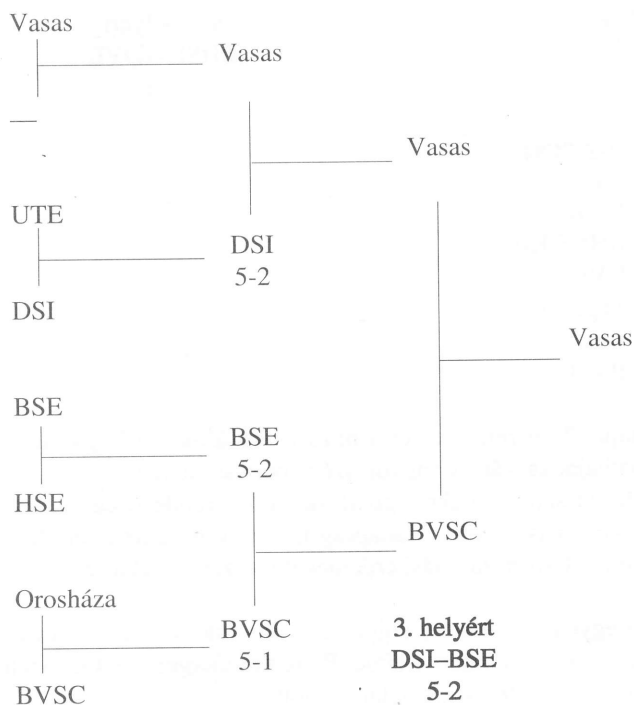 Vasas
Vasas
—
Vasas
UTE
DSI
5-2
DSI
Vasas
BSE
BSE
5-2
HSE
BVSC
Orosháza
BVSC
5-1
BVSC
3. helyért
DSI–BSE
5-2